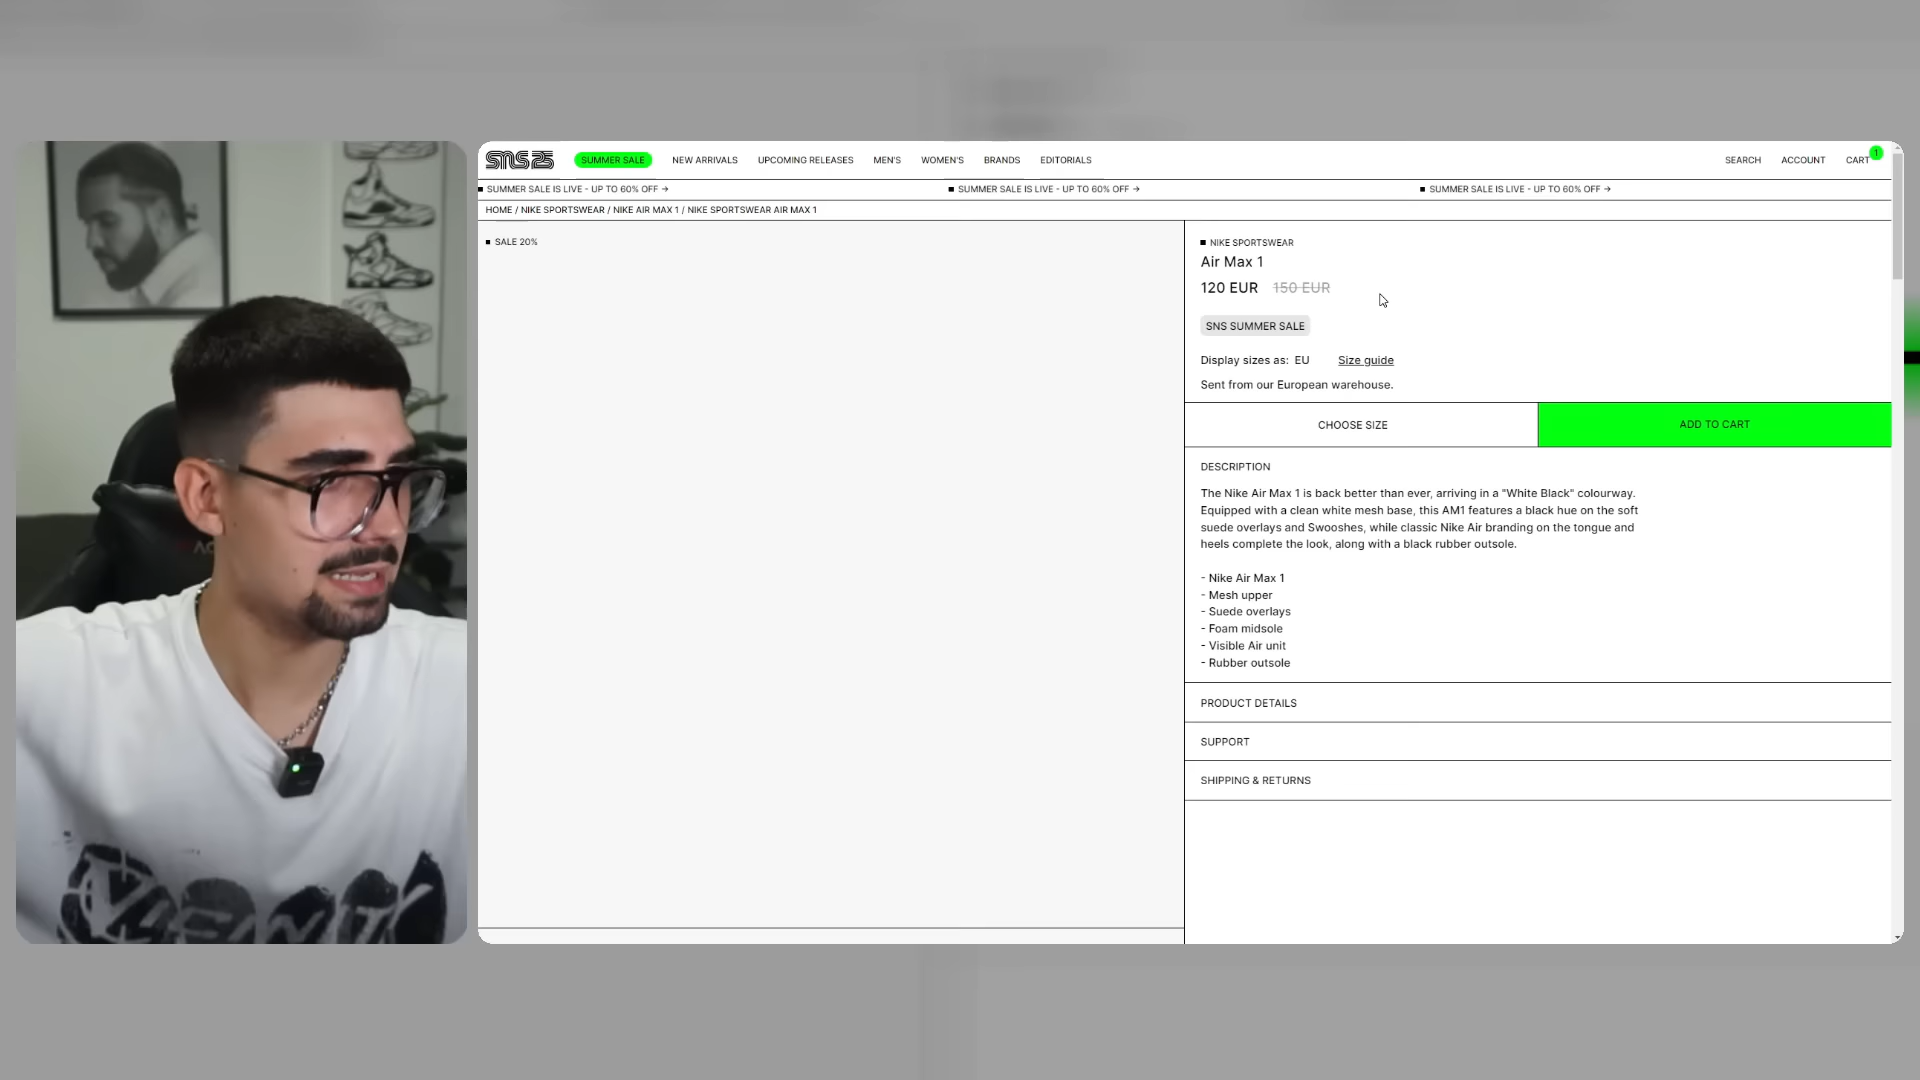 SNS 25
SUMMER SALE
NEW ARRIVALS
UPCOMING RELEASES
MEN'S
WOMEN'S
BRANDS
EDITORIALS
SEARCH
ACCOUNT
CART
1
SUMMER SALE IS LIVE - UP TO 60% OFF →
SUMMER SALE IS LIVE - UP TO 60% OFF →
SUMMER SALE IS LIVE - UP TO 60% OFF →
HOME / NIKE SPORTSWEAR / NIKE AIR MAX 1 / NIKE SPORTSWEAR AIR MAX 1
SALE 20%
NIKE SPORTSWEAR
Air Max 1
120 EUR 150 EUR
SNS SUMMER SALE
Display sizes as: EU Size guide
Sent from our European warehouse.
CHOOSE SIZE
ADD TO CART
DESCRIPTION
The Nike Air Max 1 is back better than ever, arriving in a "White Black" colourway.
Equipped with a clean white mesh base, this AM1 features a black hue on the soft
suede overlays and Swooshes, while classic Nike Air branding on the tongue and
heels complete the look, along with a black rubber outsole.
- Nike Air Max 1
- Mesh upper
- Suede overlays
- Foam midsole
- Visible Air unit
- Rubber outsole
PRODUCT DETAILS
SUPPORT
SHIPPING & RETURNS